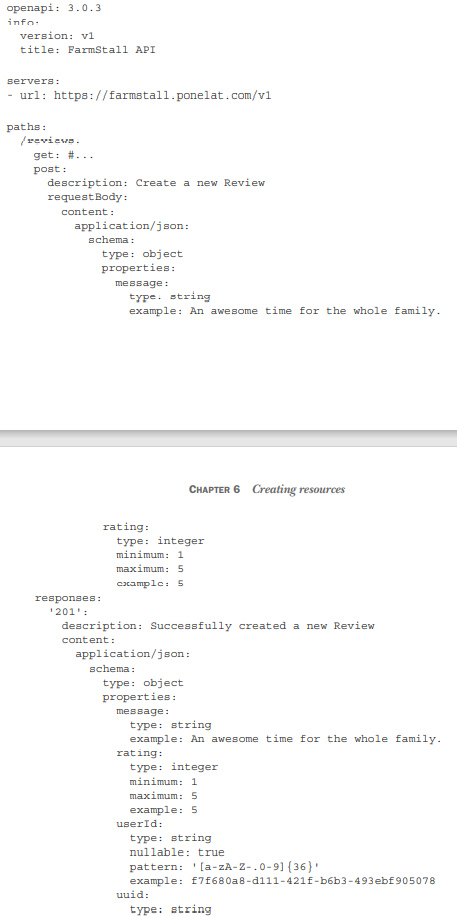 openapi: 3.0.3
info:
  version: v1
  title: FarmStall API
servers:
- url: https://farmstall.ponelat.com/v1
paths:
  /reviews:
    get: #...
    post:
      description: Create a new Review
      requestBody:
        content:
          application/json:
            schema:
              type: object
              properties:
                message:
                  type: string
                  example: An awesome time for the whole family.
CHAPTER 6 Creating resources
                rating:
                  type: integer
                  minimum: 1
                  maximum: 5
                  example: 5
      responses:
        '201':
          description: Successfully created a new Review
          content:
            application/json:
              schema:
                type: object
                properties:
                  message:
                    type: string
                    example: An awesome time for the whole family.
                  rating:
                    type: integer
                    minimum: 1
                    maximum: 5
                    example: 5
                  userId:
                    type: string
                    nullable: true
                    pattern: '[a-zA-Z-.0-9]{36}'
                    example: f7f680a8-d111-421f-b6b3-493ebf905078
                  uuid:
                    type: string